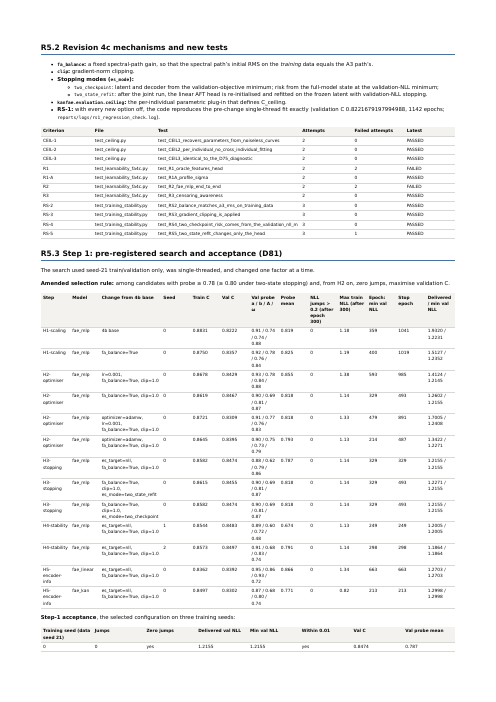 R5.2 Revision 4c mechanisms and new tests
• fa_balance: a fixed spectral-path gain, so that the spectral path's initial RMS on the training data equals the A3 path's.
• clip: gradient-norm clipping.
• Stopping modes (es_mode):
◦ two_checkpoint: latent and decoder from the validation-objective minimum; risk from the full-model state at the validation-NLL minimum;
◦ two_state_refit: after the joint run, the linear AFT head is re-initialised and refitted on the frozen latent with validation-NLL stopping.
• kanfam.evaluation.ceiling: the per-individual parametric plug-in that defines C_ceiling.
• RS-1: with every new option off, the code reproduces the pre-change single-threaded fit exactly (validation C 0.8221679197994988, 1142 epochs;
reports/logs/rs1_regression_check.log).
Criterion File Test Attempts Failed attempts Latest
CEIL-1 test_ceiling.py test_CEIL1_recovers_parameters_from_noiseless_curves 2 0 PASSED
CEIL-2 test_ceiling.py test_CEIL2_per_individual_no_cross_individual_fitting 2 0 PASSED
CEIL-3 test_ceiling.py test_CEIL3_identical_to_the_D75_diagnostic 2 0 PASSED
R1 test_learnability_fa4c.py test_R1_oracle_features_head 2 2 FAILED
R1-A test_learnability_fa4c.py test_R1A_profile_sigma 2 0 PASSED
R2 test_learnability_fa4c.py test_R2_fae_mlp_end_to_end 2 2 FAILED
R3 test_learnability_fa4c.py test_R3_censoring_awareness 2 0 PASSED
RS-2 test_training_stability.py test_RS2_balance_matches_a3_rms_on_training_data 2 0 PASSED
RS-3 test_training_stability.py test_RS3_gradient_clipping_is_applied 2 0 PASSED
RS-4 test_training_stability.py test_RS4_two_checkpoint_risk_comes_from_the_validation_nll_m 3 0 PASSED
RS-5 test_training_stability.py test_RS5_two_state_refit_changes_only_the_head 3 1 PASSED
R5.3 Step 1: pre-registered search and acceptance (D81)
The search used seed-21 train/validation only, was single-threaded, and changed one factor at a time.
Amended selection rule: among candidates with probe a ≥ 0.78 (a ≥ 0.80 under two-state stopping) and, from H2 on, zero jumps, maximise validation C.
Step Model Change from 4b base Seed Train C Val C Val probe a / b / A / ω Probe mean NLL jumps > 0.2 (after epoch 300) Max train NLL (after 300) Epoch: min val NLL Stop epoch Delivered / min val NLL
H1-scaling fae_mlp 4b base 0 0.8831 0.8222 0.91 / 0.74 / 0.74 / 0.88 0.819 0 1.18 359 1041 1.9320 / 1.2231
H1-scaling fae_mlp fa_balance=True 0 0.8750 0.8357 0.92 / 0.78 / 0.76 / 0.84 0.825 0 1.19 400 1019 1.5127 / 1.2352
H2-optimiser fae_mlp lr=0.001, fa_balance=True, clip=1.0 0 0.8678 0.8429 0.93 / 0.78 / 0.84 / 0.88 0.855 0 1.38 593 985 1.4124 / 1.2145
H2-optimiser fae_mlp fa_balance=True, clip=1.0 0 0.8619 0.8467 0.90 / 0.69 / 0.81 / 0.87 0.818 0 1.14 329 493 1.2602 / 1.2155
H2-optimiser fae_mlp optimizer=adamw, lr=0.001, fa_balance=True, clip=1.0 0 0.8721 0.8309 0.91 / 0.77 / 0.76 / 0.83 0.818 0 1.33 479 891 1.7005 / 1.2408
H2-optimiser fae_mlp optimizer=adamw, fa_balance=True, clip=1.0 0 0.8645 0.8395 0.90 / 0.75 / 0.73 / 0.79 0.793 0 1.13 214 487 1.3422 / 1.2271
H3-stopping fae_mlp es_target=nll, fa_balance=True, clip=1.0 0 0.8582 0.8474 0.88 / 0.62 / 0.79 / 0.86 0.787 0 1.14 329 329 1.2155 / 1.2155
H3-stopping fae_mlp fa_balance=True, clip=1.0, es_mode=two_state_refit 0 0.8615 0.8455 0.90 / 0.69 / 0.81 / 0.87 0.818 0 1.14 329 493 1.2271 / 1.2155
H3-stopping fae_mlp fa_balance=True, clip=1.0, es_mode=two_checkpoint 0 0.8582 0.8474 0.90 / 0.69 / 0.81 / 0.87 0.818 0 1.14 329 493 1.2155 / 1.2155
H4-stability fae_mlp es_target=nll, fa_balance=True, clip=1.0 1 0.8544 0.8483 0.89 / 0.60 / 0.72 / 0.48 0.674 0 1.13 249 249 1.2005 / 1.2005
H4-stability fae_mlp es_target=nll, fa_balance=True, clip=1.0 2 0.8573 0.8497 0.91 / 0.68 / 0.83 / 0.74 0.791 0 1.14 298 298 1.1864 / 1.1864
H5-encoder-info fae_linear es_target=nll, fa_balance=True, clip=1.0 0 0.8362 0.8392 0.95 / 0.86 / 0.93 / 0.72 0.866 0 1.34 663 663 1.2703 / 1.2703
H5-encoder-info fae_kan es_target=nll, fa_balance=True, clip=1.0 0 0.8497 0.8302 0.87 / 0.68 / 0.80 / 0.74 0.771 0 0.82 213 213 1.2998 / 1.2998
Step-1 acceptance, the selected configuration on three training seeds:
Training seed (data seed 21) Jumps Zero jumps Delivered val NLL Min val NLL Within 0.01 Val C Val probe mean
0 0 yes 1.2155 1.2155 yes 0.8474 0.787